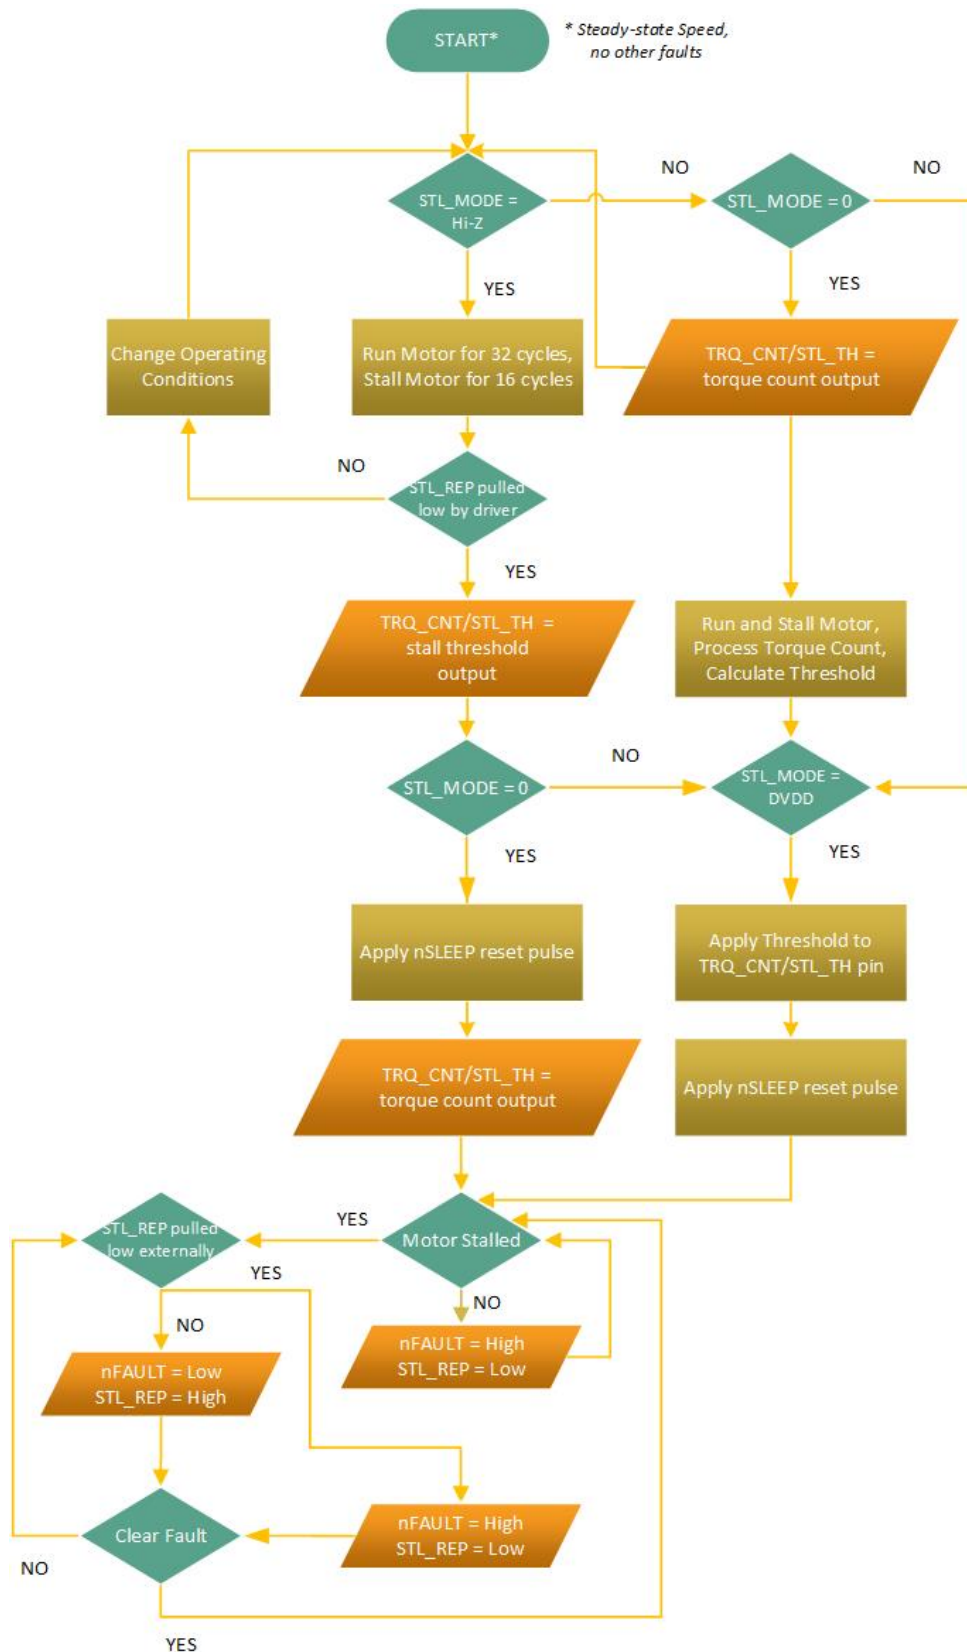 START*
* Steady-state Speed,
no other faults
NO
NO
STL_MODE =
Hi-Z
STL_MODE = 0
YES
YES
Change Operating
Conditions
Run Motor for 32 cycles,
Stall Motor for 16 cycles
TRQ_CNT/STL_TH =
torque count output
NO
STL_REP pulled
low by driver
YES
TRQ_CNT/STL_TH =
stall threshold
output
Run and Stall Motor,
Process Torque Count,
Calculate Threshold
NO
STL_MODE = 0
STL_MODE =
DVDD
YES
YES
Apply nSLEEP reset pulse
Apply Threshold to
TRQ_CNT/STL_TH pin
TRQ_CNT/STL_TH =
torque count output
Apply nSLEEP reset pulse
STL_REP pulled
low externally
YES
Motor Stalled
YES
NO
NO
nFAULT = Low
STL_REP = High
nFAULT = High
STL_REP = Low
Clear Fault
nFAULT = High
STL_REP = Low
NO
YES